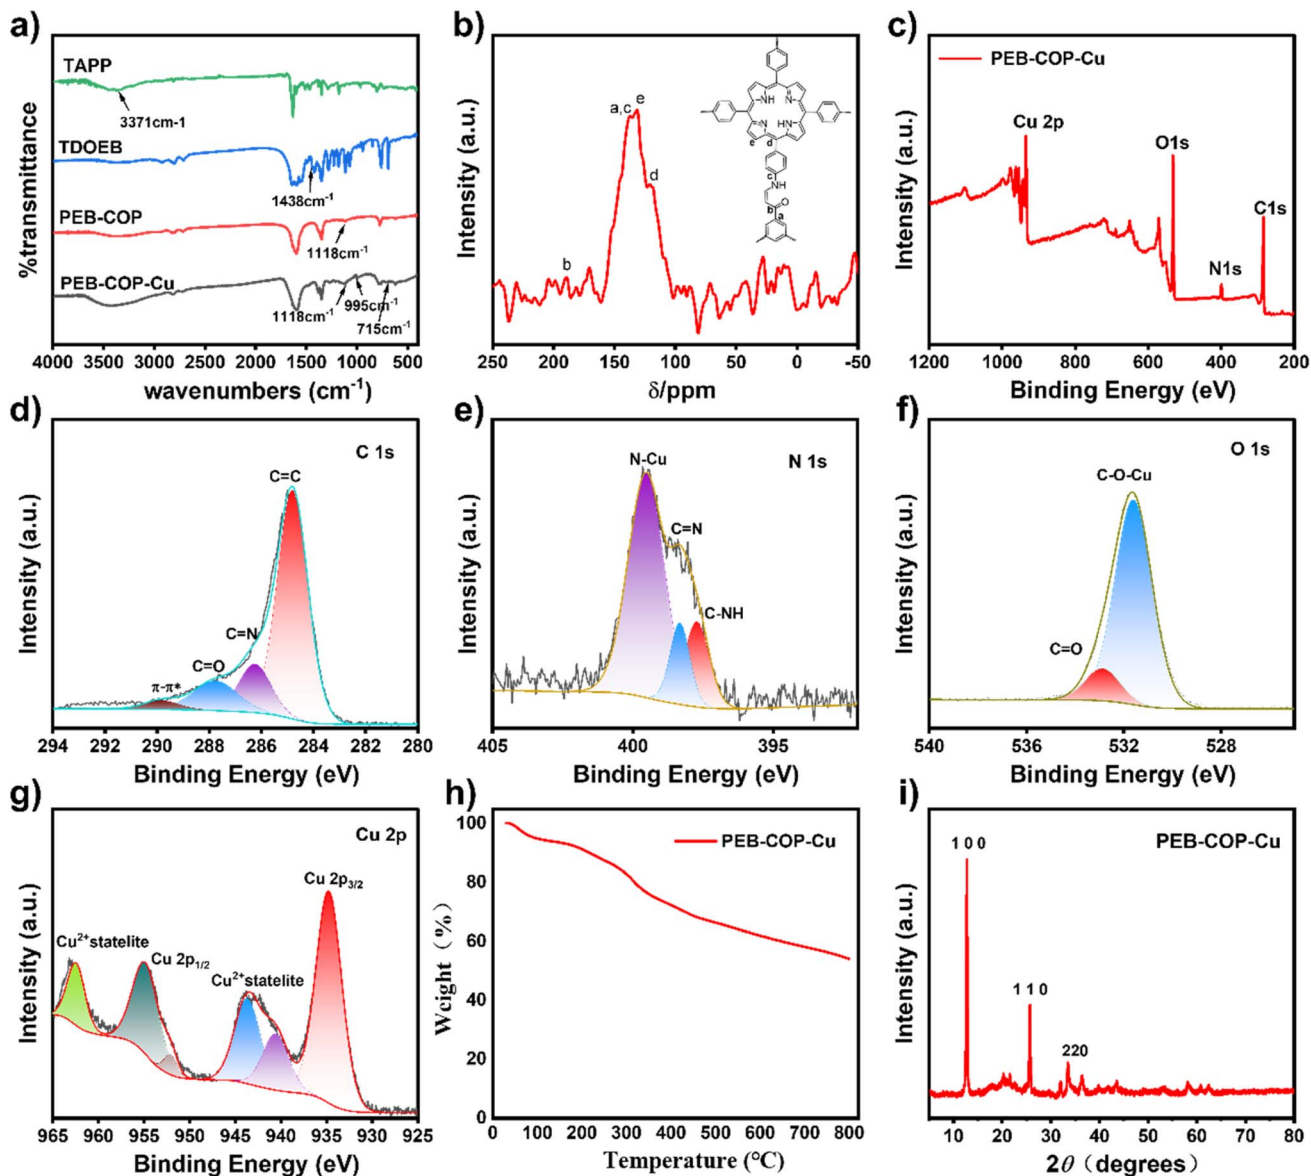 a)
TAPP
3371cm-1
TDOEB
1438cm-1
PEB-COP
1118cm-1
PEB-COP-Cu
1118cm-1
995cm-1
715cm-1
%transmittance
4000 3500 3000 2500 2000 1500 1000 500
wavenumbers (cm-1)
b)
a,c
e
d
b
NH
N
N
HN
e
d
c
NH
b
O
a
Intensity (a.u.)
250 200 150 100 50 0 -50
δ/ppm
c)
PEB-COP-Cu
Cu 2p
O1s
N1s
C1s
Intensity (a.u.)
1200 1000 800 600 400 200
Binding Energy (eV)
d)
C 1s
C=C
C=N
C=O
π-π*
Intensity (a.u.)
294 292 290 288 286 284 282 280
Binding Energy (eV)
e)
N 1s
N-Cu
C=N
C-NH
Intensity (a.u.)
405 400 395
Binding Energy (eV)
f)
O 1s
C-O-Cu
C=O
Intensity (a.u.)
540 536 532 528
Binding Energy (eV)
g)
Cu 2p
Cu 2p3/2
Cu2+statelite
Cu 2p1/2
Cu2+statelite
Intensity (a.u.)
965 960 955 950 945 940 935 930 925
Binding Energy (eV)
h)
PEB-COP-Cu
Weight（%）
100
80
60
40
20
0
0 100 200 300 400 500 600 700 800
Temperature (°C)
i)
PEB-COP-Cu
1 0 0
1 1 0
220
Intensity (a.u.)
10 20 30 40 50 60 70 80
2θ（degrees）